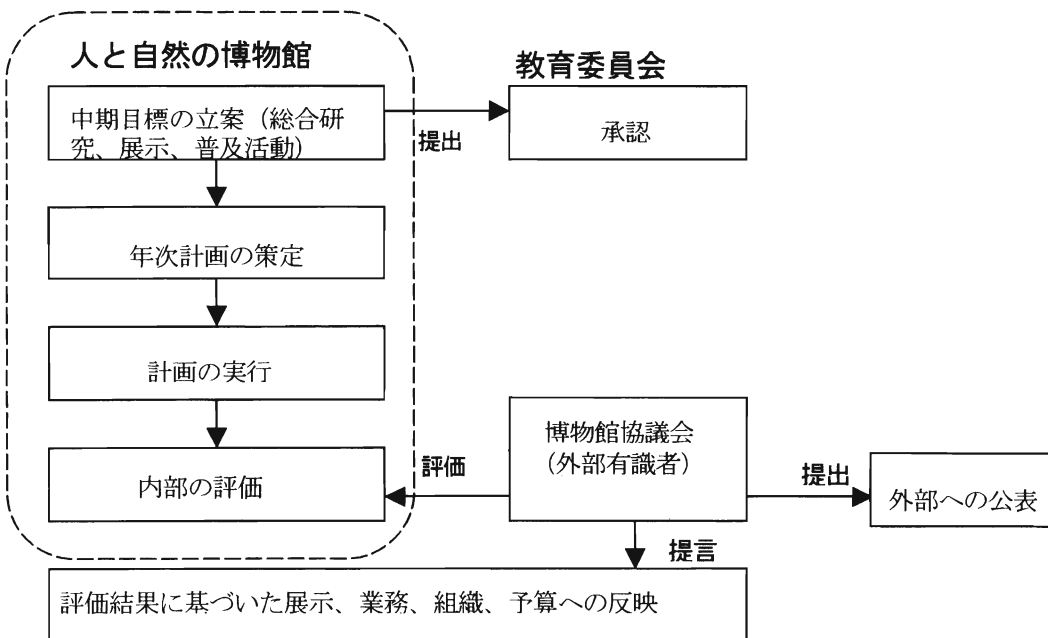 人と自然の博物館
教育委員会
中期目標の立案（総合研
究、展示、普及活動）
提出
承認
年次計画の策定
計画の実行
内部の評価
評価
博物館協議会
（外部有識者）
提出
外部への公表
提言
評価結果に基づいた展示、業務、組織、予算への反映